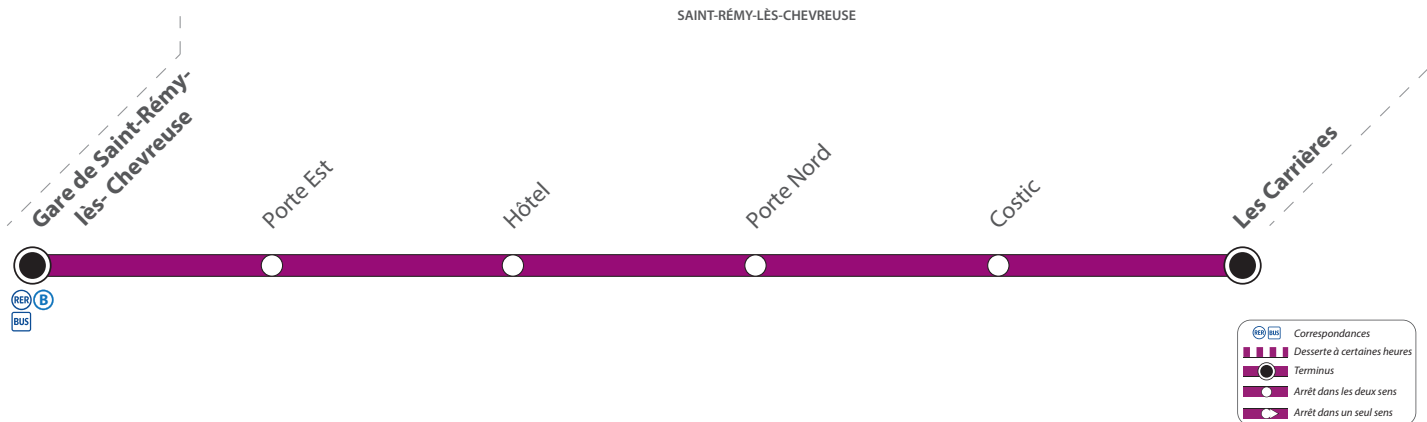 SAINT-RÉMY-LÈS-CHEVREUSE
Gare de Saint-Rémy-
lès- Chevreuse
Porte Est
Hôtel
Porte Nord
Costic
Les Carrières
RER B
BUS
RER BUS Correspondances
Desserte à certaines heures
Terminus
Arrêt dans les deux sens
Arrêt dans un seul sens